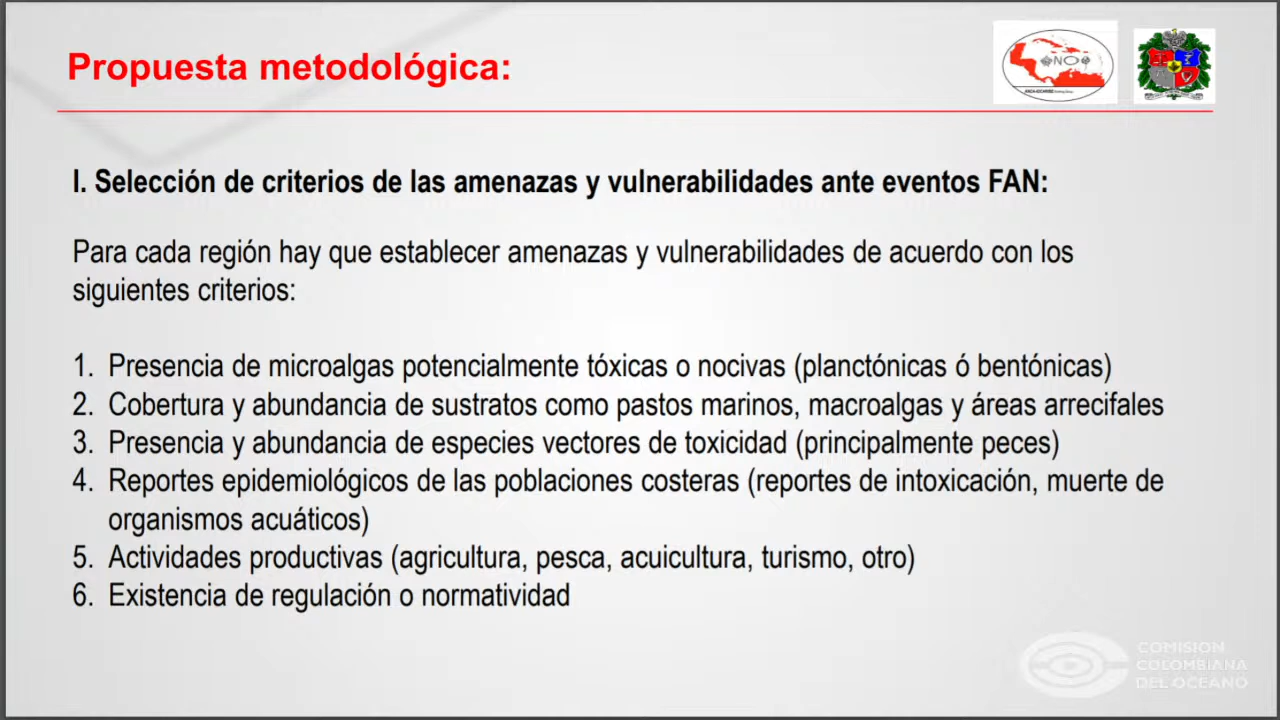 Propuesta metodológica:
I. Selección de criterios de las amenazas y vulnerabilidades ante eventos FAN:
Para cada región hay que establecer amenazas y vulnerabilidades de acuerdo con los
siguientes criterios:
1. Presencia de microalgas potencialmente tóxicas o nocivas (planctónicas ó bentónicas)
2. Cobertura y abundancia de sustratos como pastos marinos, macroalgas y áreas arrecifales
3. Presencia y abundancia de especies vectores de toxicidad (principalmente peces)
4. Reportes epidemiológicos de las poblaciones costeras (reportes de intoxicación, muerte de
organismos acuáticos)
5. Actividades productivas (agricultura, pesca, acuicultura, turismo, otro)
6. Existencia de regulación o normatividad
COMISION
COLOMBIANA
DEL OCEANO